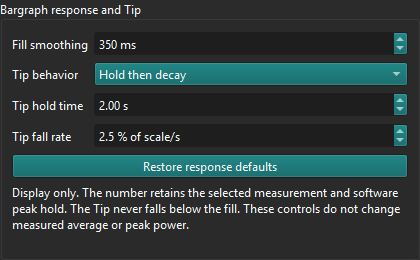 Bargraph response and Tip
Fill smoothing 350 ms
Tip behavior Hold then decay
Tip hold time 2.00 s
Tip fall rate 2.5 % of scale/s
Restore response defaults
Display only. The number retains the selected measurement and software
peak hold. The Tip never falls below the fill. These controls do not change
measured average or peak power.